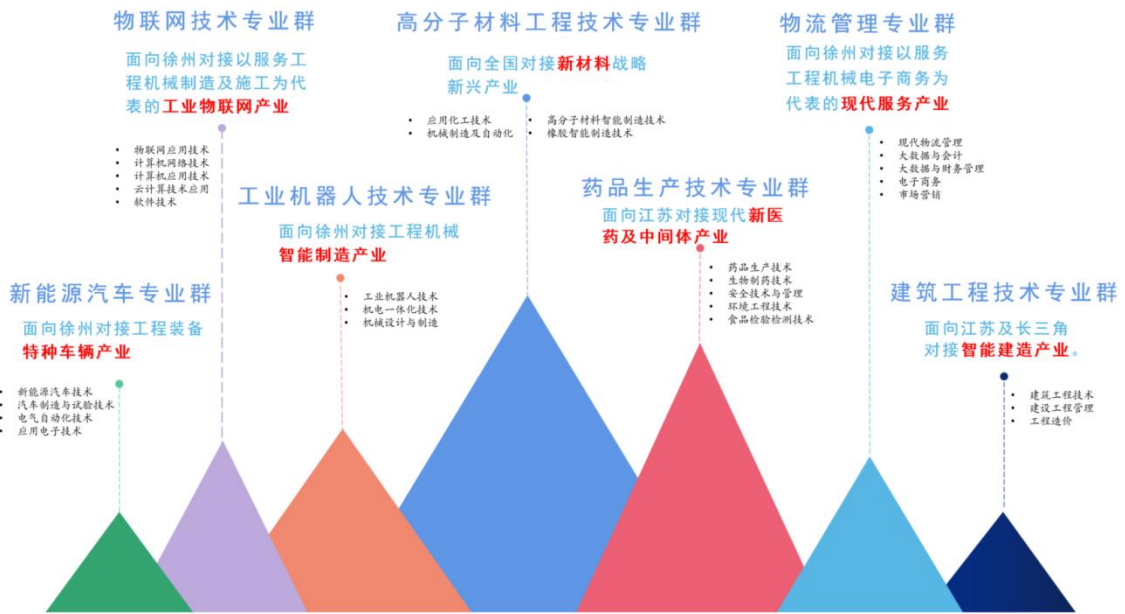 物联网技术专业群
面向徐州对接以服务工
程机械制造及施工为代
表的工业物联网产业
• 物联网应用技术
• 计算机网络技术
• 计算机应用技术
• 云计算技术应用
• 软件技术
高分子材料工程技术专业群
面向全国对接新材料战略
新兴产业
• 应用化工技术
• 机械制造及自动化
• 高分子材料智能制造技术
• 橡胶智能制造技术
物流管理专业群
面向徐州对接以服务
工程机械电子商务为
代表的现代服务产业
• 现代物流管理
• 大数据与会计
• 大数据与财务管理
• 电子商务
• 市场营销
工业机器人技术专业群
面向徐州对接工程机械
智能制造产业
• 工业机器人技术
• 机电一体化技术
• 机械设计与制造
药品生产技术专业群
面向江苏对接现代新医
药及中间体产业
• 药品生产技术
• 生物制药技术
• 安全技术与管理
• 环境工程技术
• 食品检验检测技术
新能源汽车专业群
面向徐州对接工程装备
特种车辆产业
• 新能源汽车技术
• 汽车制造与试验技术
• 电气自动化技术
• 应用电子技术
建筑工程技术专业群
面向江苏及长三角
对接智能建造产业。
• 建筑工程技术
• 建设工程管理
• 工程造价